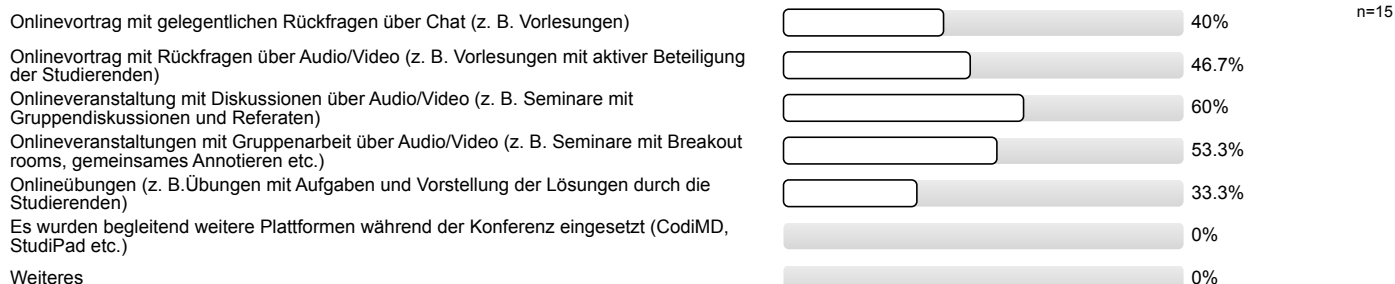 Onlinevortrag mit gelegentlichen Rückfragen über Chat (z. B. Vorlesungen)
40%
n=15
Onlinevortrag mit Rückfragen über Audio/Video (z. B. Vorlesungen mit aktiver Beteiligung
der Studierenden)
46.7%
Onlineveranstaltung mit Diskussionen über Audio/Video (z. B. Seminare mit
Gruppendiskussionen und Referaten)
60%
Onlineveranstaltungen mit Gruppenarbeit über Audio/Video (z. B. Seminare mit Breakout
rooms, gemeinsames Annotieren etc.)
53.3%
Onlineübungen (z. B.Übungen mit Aufgaben und Vorstellung der Lösungen durch die
Studierenden)
33.3%
Es wurden begleitend weitere Plattformen während der Konferenz eingesetzt (CodiMD,
StudiPad etc.)
0%
Weiteres
0%